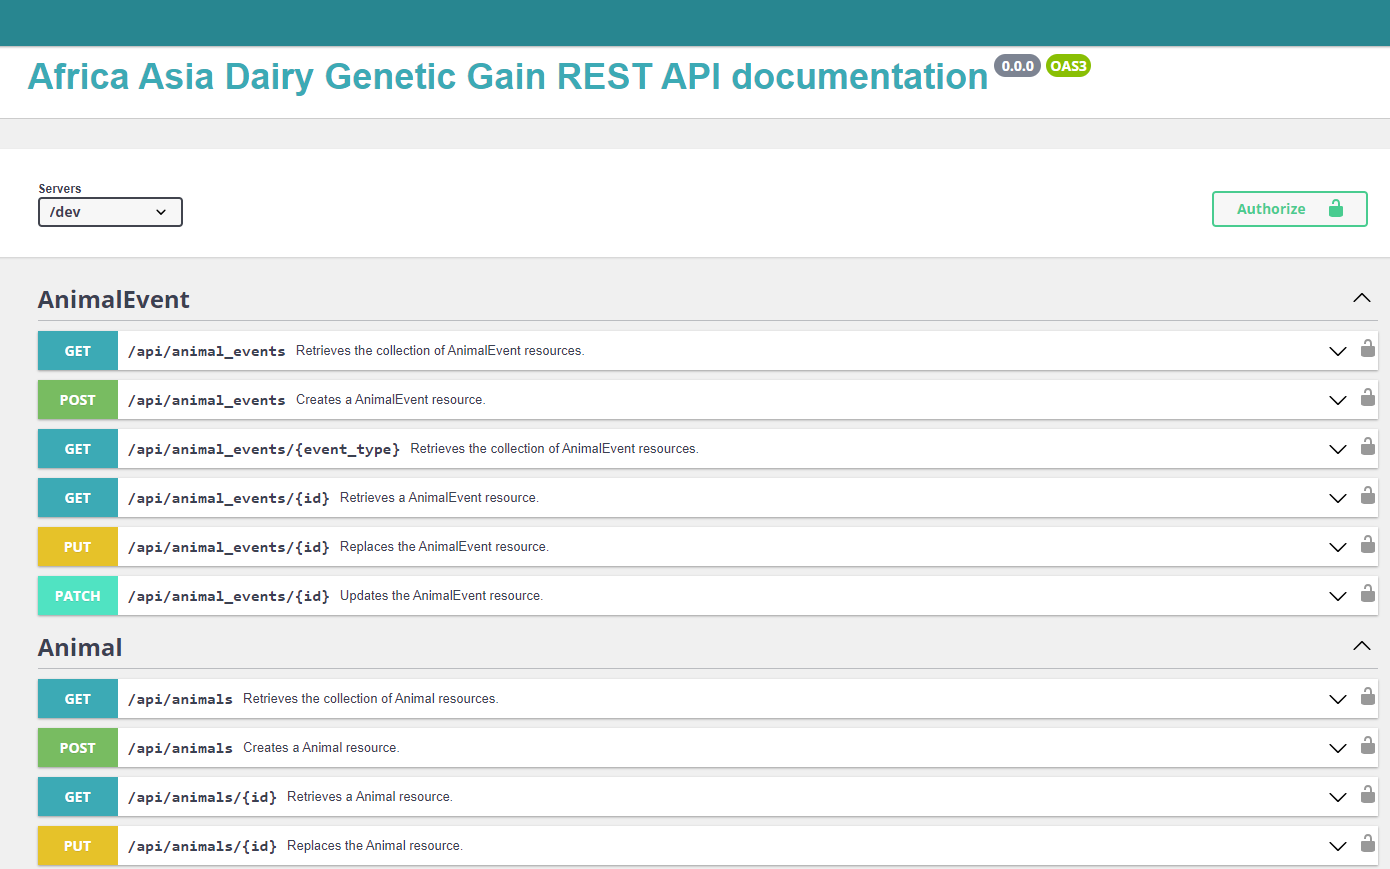 Africa Asia Dairy Genetic Gain REST API documentation 0.0.0 OAS3
Servers
/dev
Authorize
AnimalEvent
GET /api/animal_events Retrieves the collection of AnimalEvent resources.
POST /api/animal_events Creates a AnimalEvent resource.
GET /api/animal_events/{event_type} Retrieves the collection of AnimalEvent resources.
GET /api/animal_events/{id} Retrieves a AnimalEvent resource.
PUT /api/animal_events/{id} Replaces the AnimalEvent resource.
PATCH /api/animal_events/{id} Updates the AnimalEvent resource.
Animal
GET /api/animals Retrieves the collection of Animal resources.
POST /api/animals Creates a Animal resource.
GET /api/animals/{id} Retrieves a Animal resource.
PUT /api/animals/{id} Replaces the Animal resource.